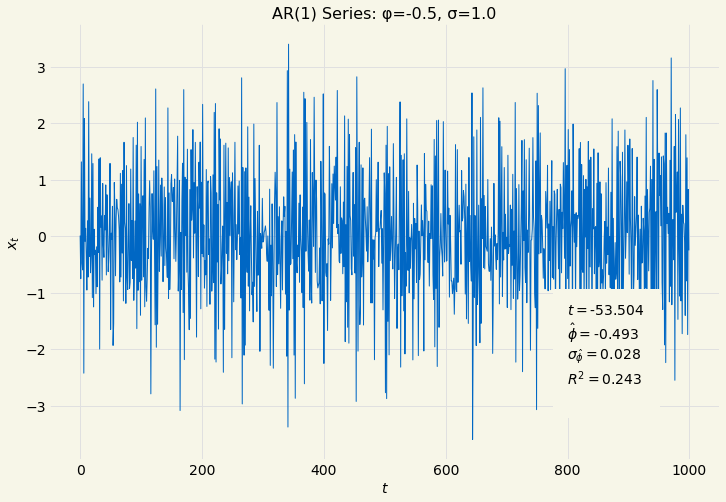 AR(1) Series: φ=-0.5, σ=1.0
3
2
1
0
−1
−2
−3
x_t
t = -53.504
φ̂ = -0.493
σ_φ̂ = 0.028
R² = 0.243
0 200 400 600 800 1000
t